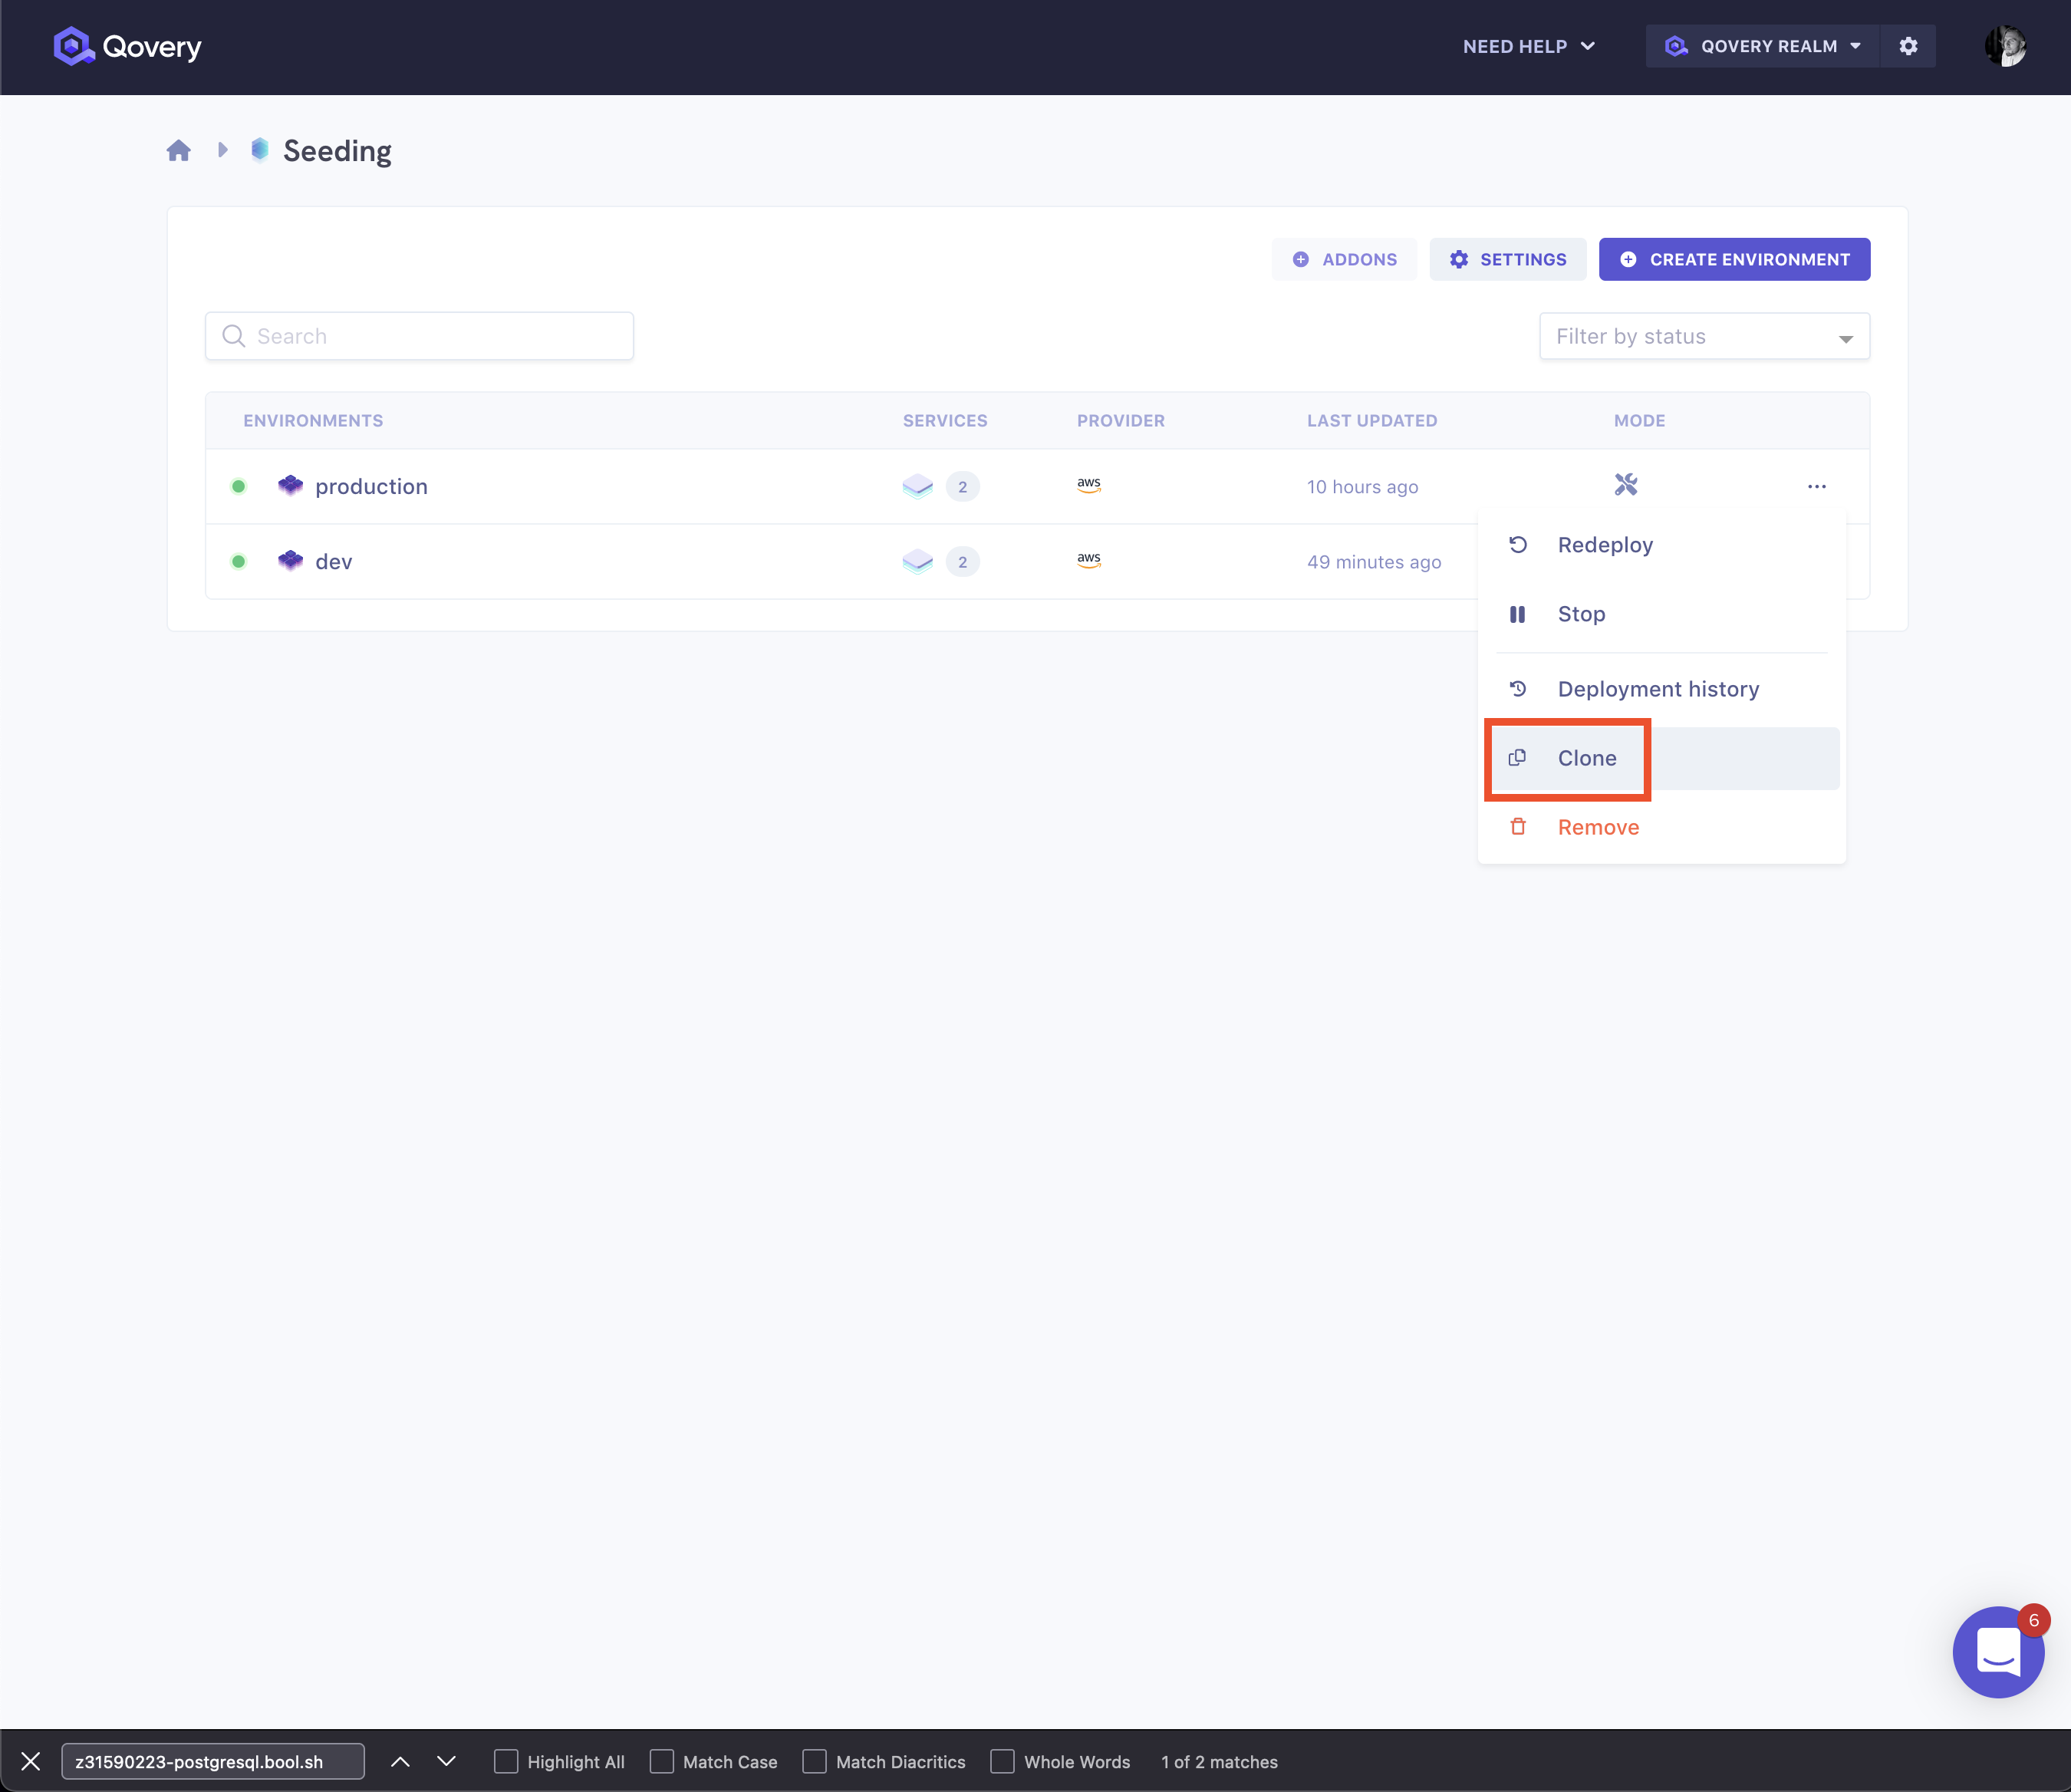 Qovery
NEED HELP
QOVERY REALM
Seeding
ADDONS
SETTINGS
CREATE ENVIRONMENT
Search
Filter by status
ENVIRONMENTS SERVICES PROVIDER LAST UPDATED MODE
production 2 aws 10 hours ago ...
dev 2 aws 49 minutes ago
Redeploy
Stop
Deployment history
Clone
Remove
6
z31590223-postgresql.bool.sh Highlight All Match Case Match Diacritics Whole Words 1 of 2 matches